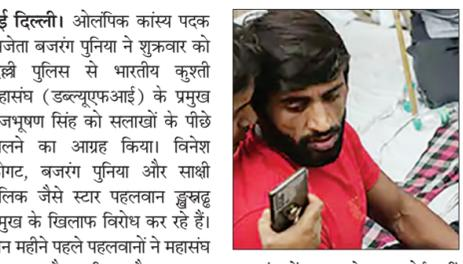 ई दिल्ली। ओलंपिक कांस्य पदक
जेता बजरंग पुनिया ने शुक्रवार को
ल्ली पुलिस से भारतीय कुश्ती
हासंघ (डब्ल्यूएफआई) के प्रमुख
जभूषण सिंह को सलाखों के पीछे
लने का आग्रह किया। विनेश
ोगट, बजरंग पुनिया और साक्षी
लिक जैसे स्टार पहलवान
मुख के खिलाफ विरोध कर रहे हैं।
न महीने पहले पहलवानों ने महासंघ